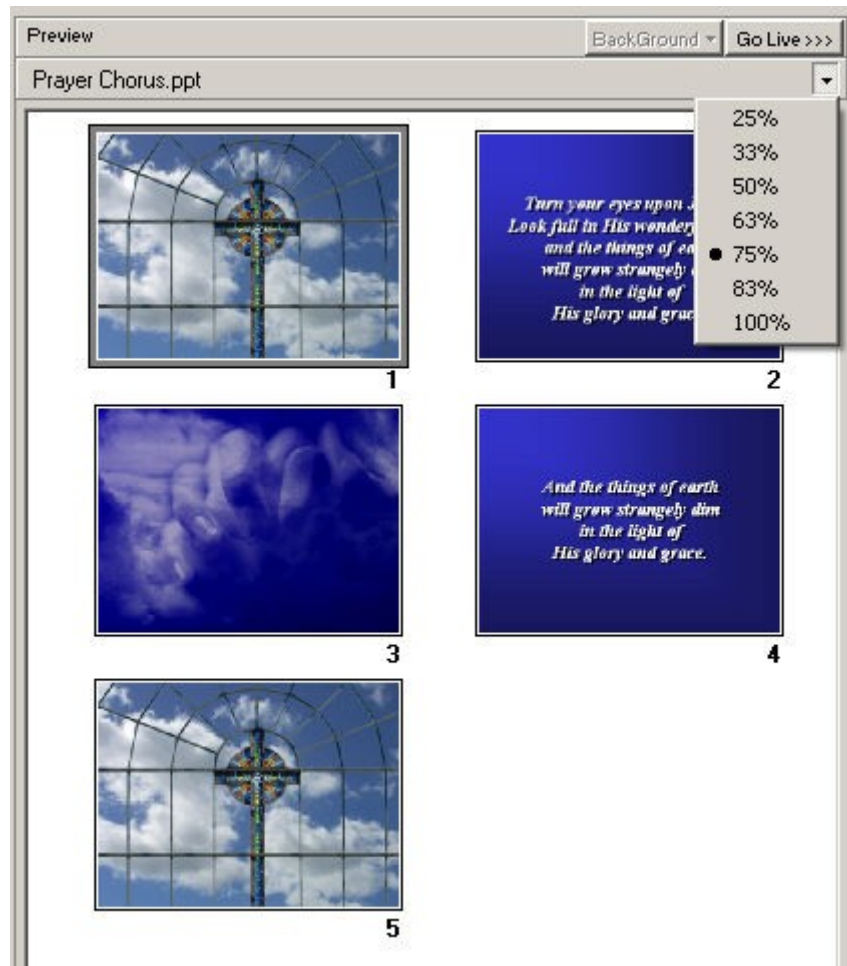 Preview
BackGround
Go Live >>>
Prayer Chorus.ppt
25%
33%
50%
63%
75%
83%
100%
Turn your eyes upon
Look full in His
and the things of
will grow strangely
in the light of
His glory and
1
2
And the things of earth
will grow strangely dim
in the light of
His glory and grace.
3
4
5